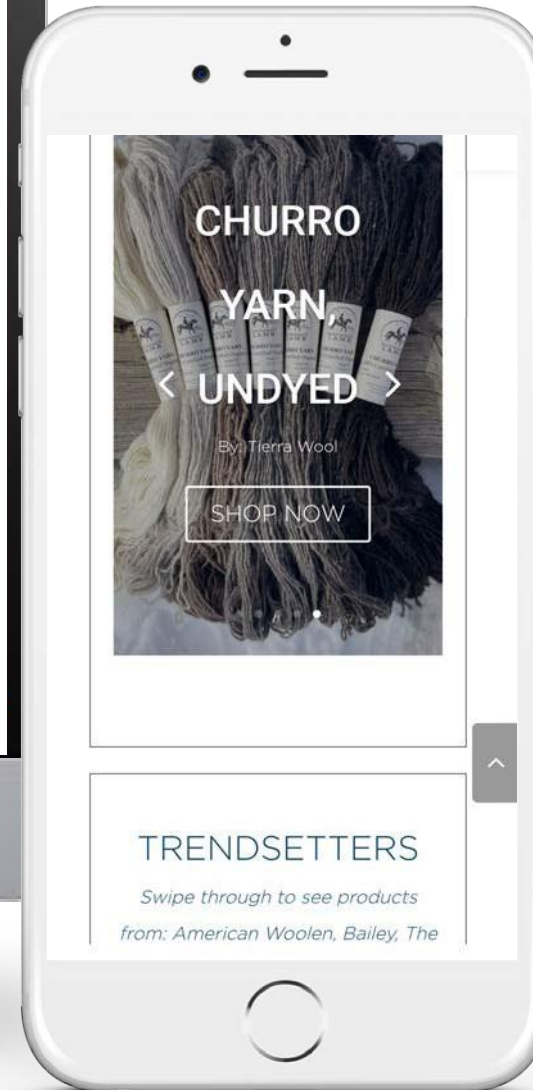 CHURRO
YARN,
UNDYED
By: Tierra Wool
SHOP NOW
TRENDSETTERS
Swipe through to see products
from: American Woolen, Bailey, The